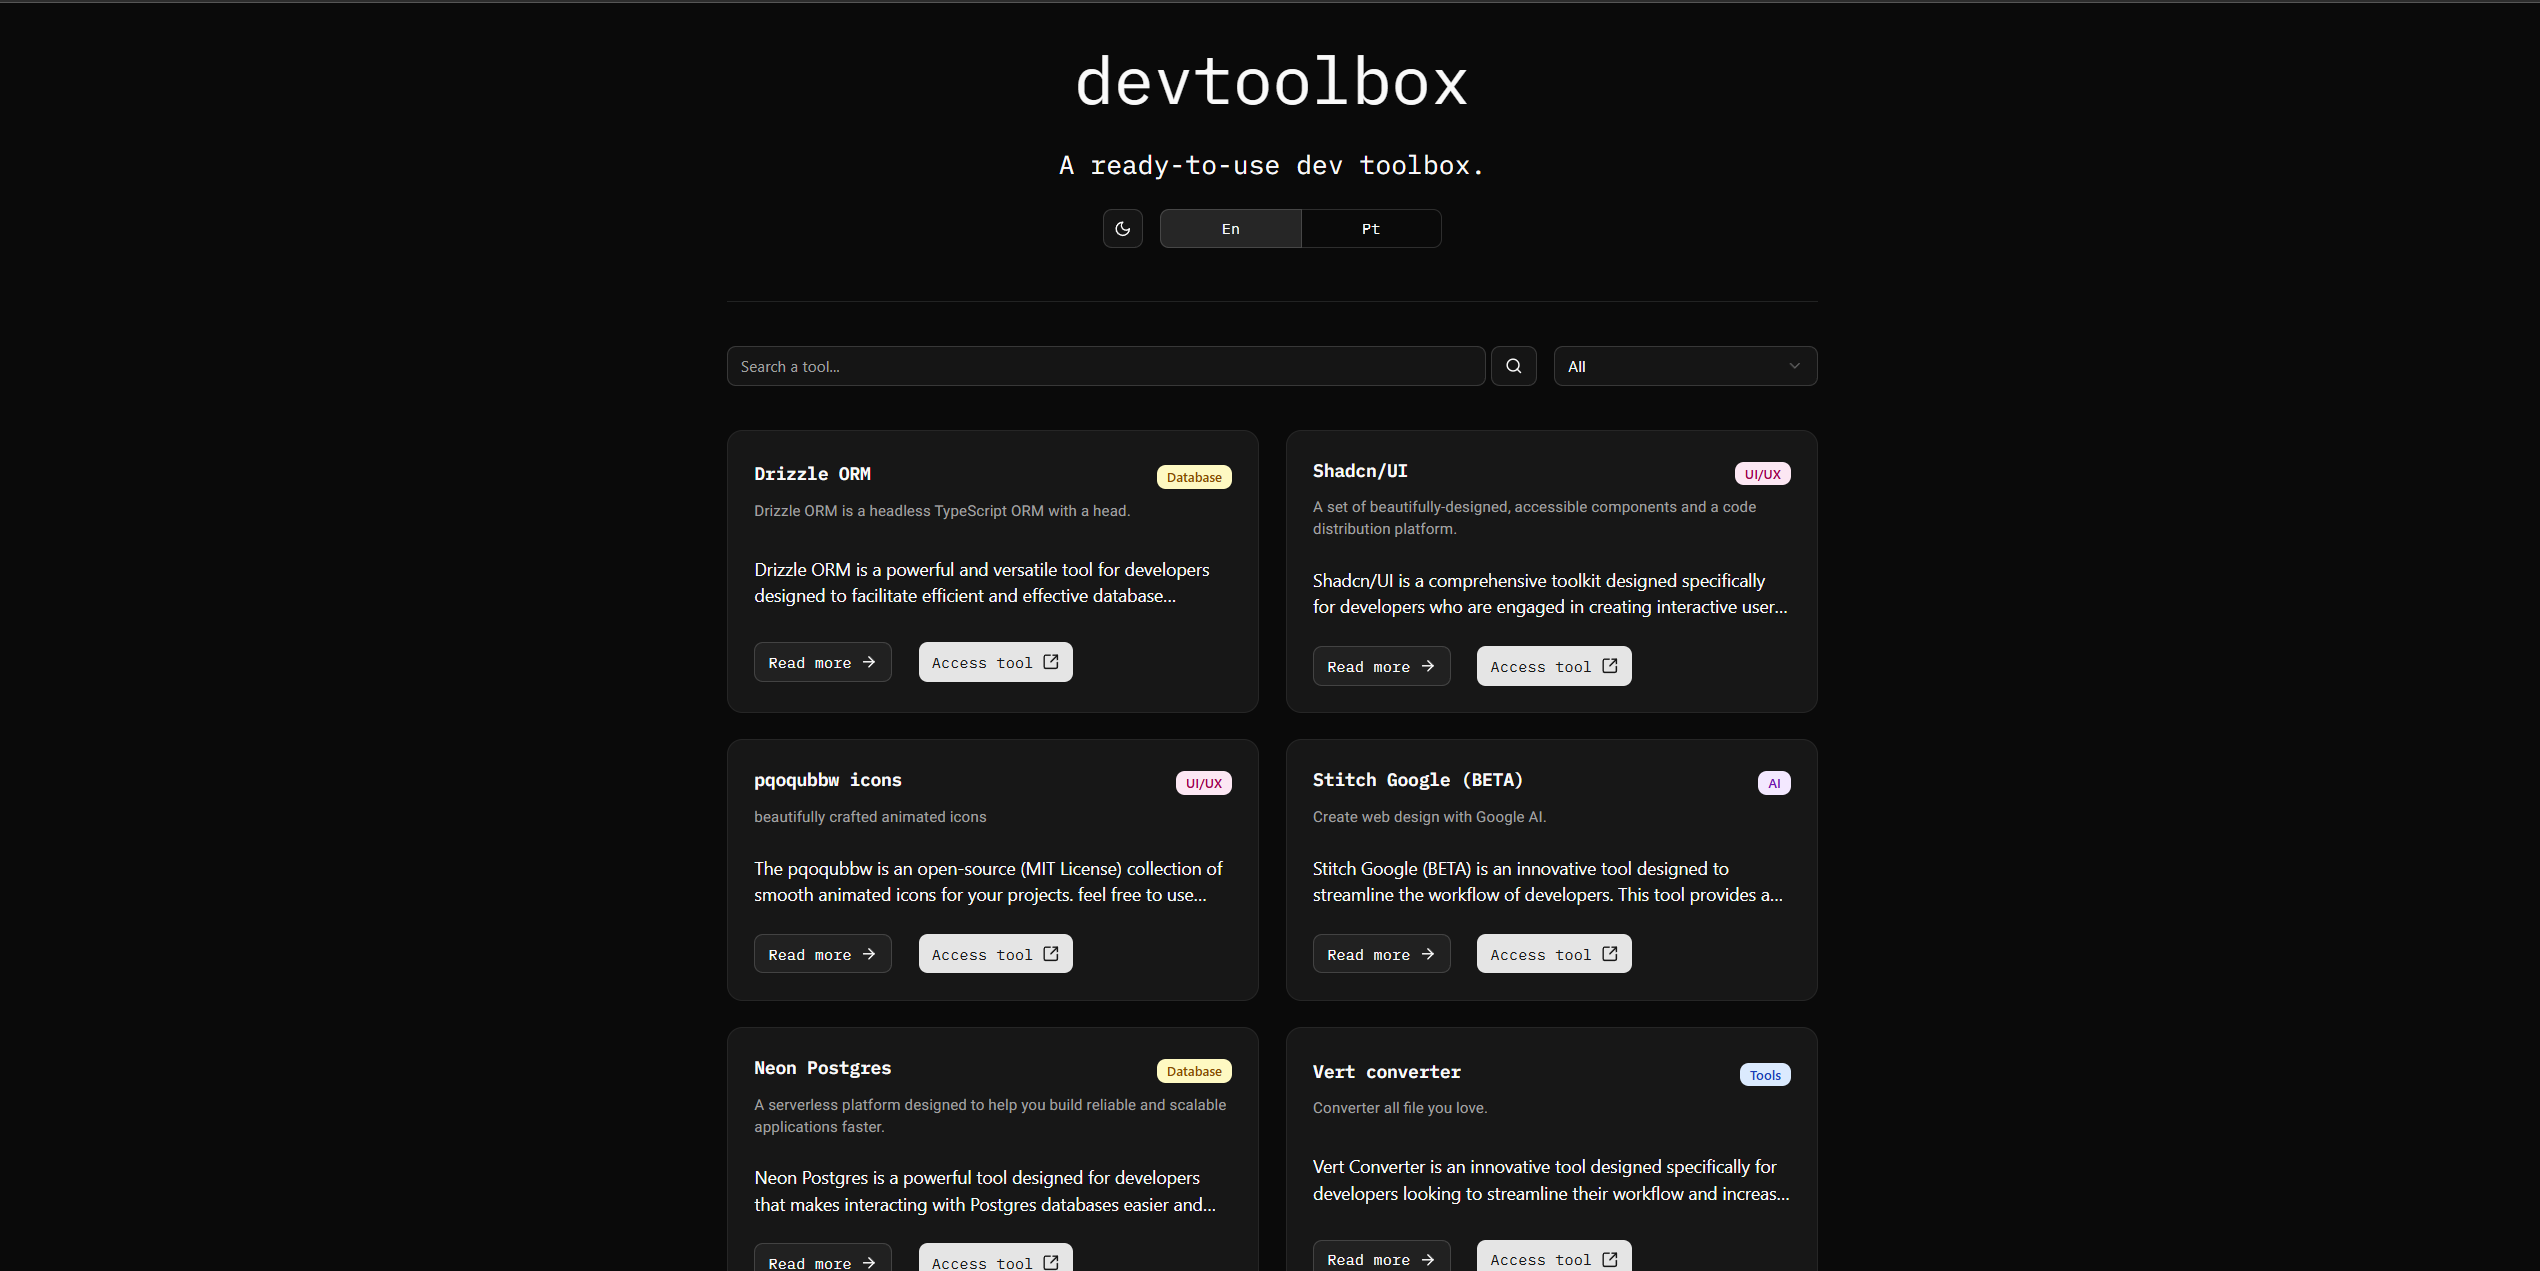 devtoolbox
A ready-to-use dev toolbox.
En
Pt
Search a tool...
All
Drizzle ORM
Database
Drizzle ORM is a headless TypeScript ORM with a head.
Drizzle ORM is a powerful and versatile tool for developers
designed to facilitate efficient and effective database...
Read more
Access tool
Shadcn/UI
UI/UX
A set of beautifully-designed, accessible components and a code
distribution platform.
Shadcn/UI is a comprehensive toolkit designed specifically
for developers who are engaged in creating interactive user...
Read more
Access tool
pqoqubbw icons
UI/UX
beautifully crafted animated icons
The pqoqubbw is an open-source (MIT License) collection of
smooth animated icons for your projects. feel free to use...
Read more
Access tool
Stitch Google (BETA)
AI
Create web design with Google AI.
Stitch Google (BETA) is an innovative tool designed to
streamline the workflow of developers. This tool provides a...
Read more
Access tool
Neon Postgres
Database
A serverless platform designed to help you build reliable and scalable
applications faster.
Neon Postgres is a powerful tool designed for developers
that makes interacting with Postgres databases easier and...
Read more
Access tool
Vert converter
Tools
Converter all file you love.
Vert Converter is an innovative tool designed specifically for
developers looking to streamline their workflow and increas...
Read more
Access tool